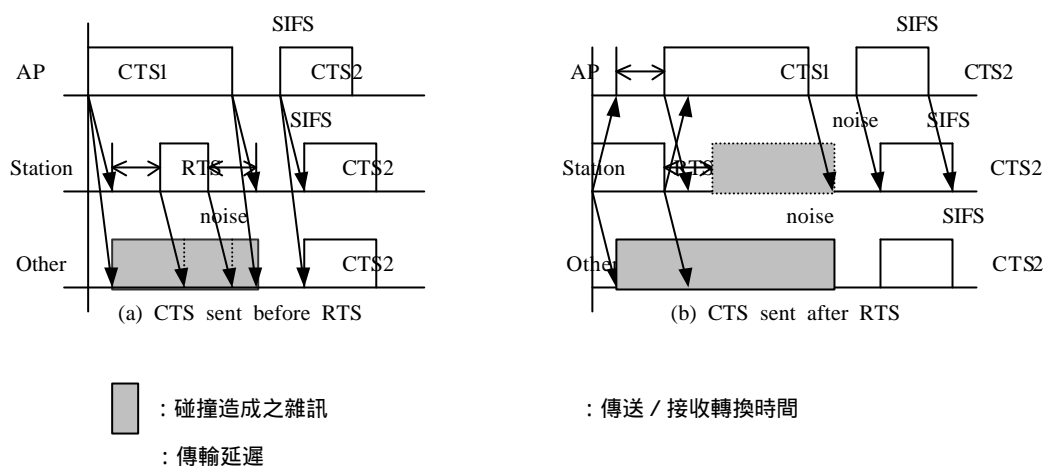 SIFS
AP CTS1 CTS2
SIFS
Station RTS CTS2
noise
Other CTS2
(a) CTS sent before RTS
SIFS
AP CTS1 CTS2
noise SIFS
Station RTS CTS2
noise SIFS
Other CTS2
(b) CTS sent after RTS
：碰撞造成之雜訊
：傳送 / 接收轉換時間
：傳輸延遲